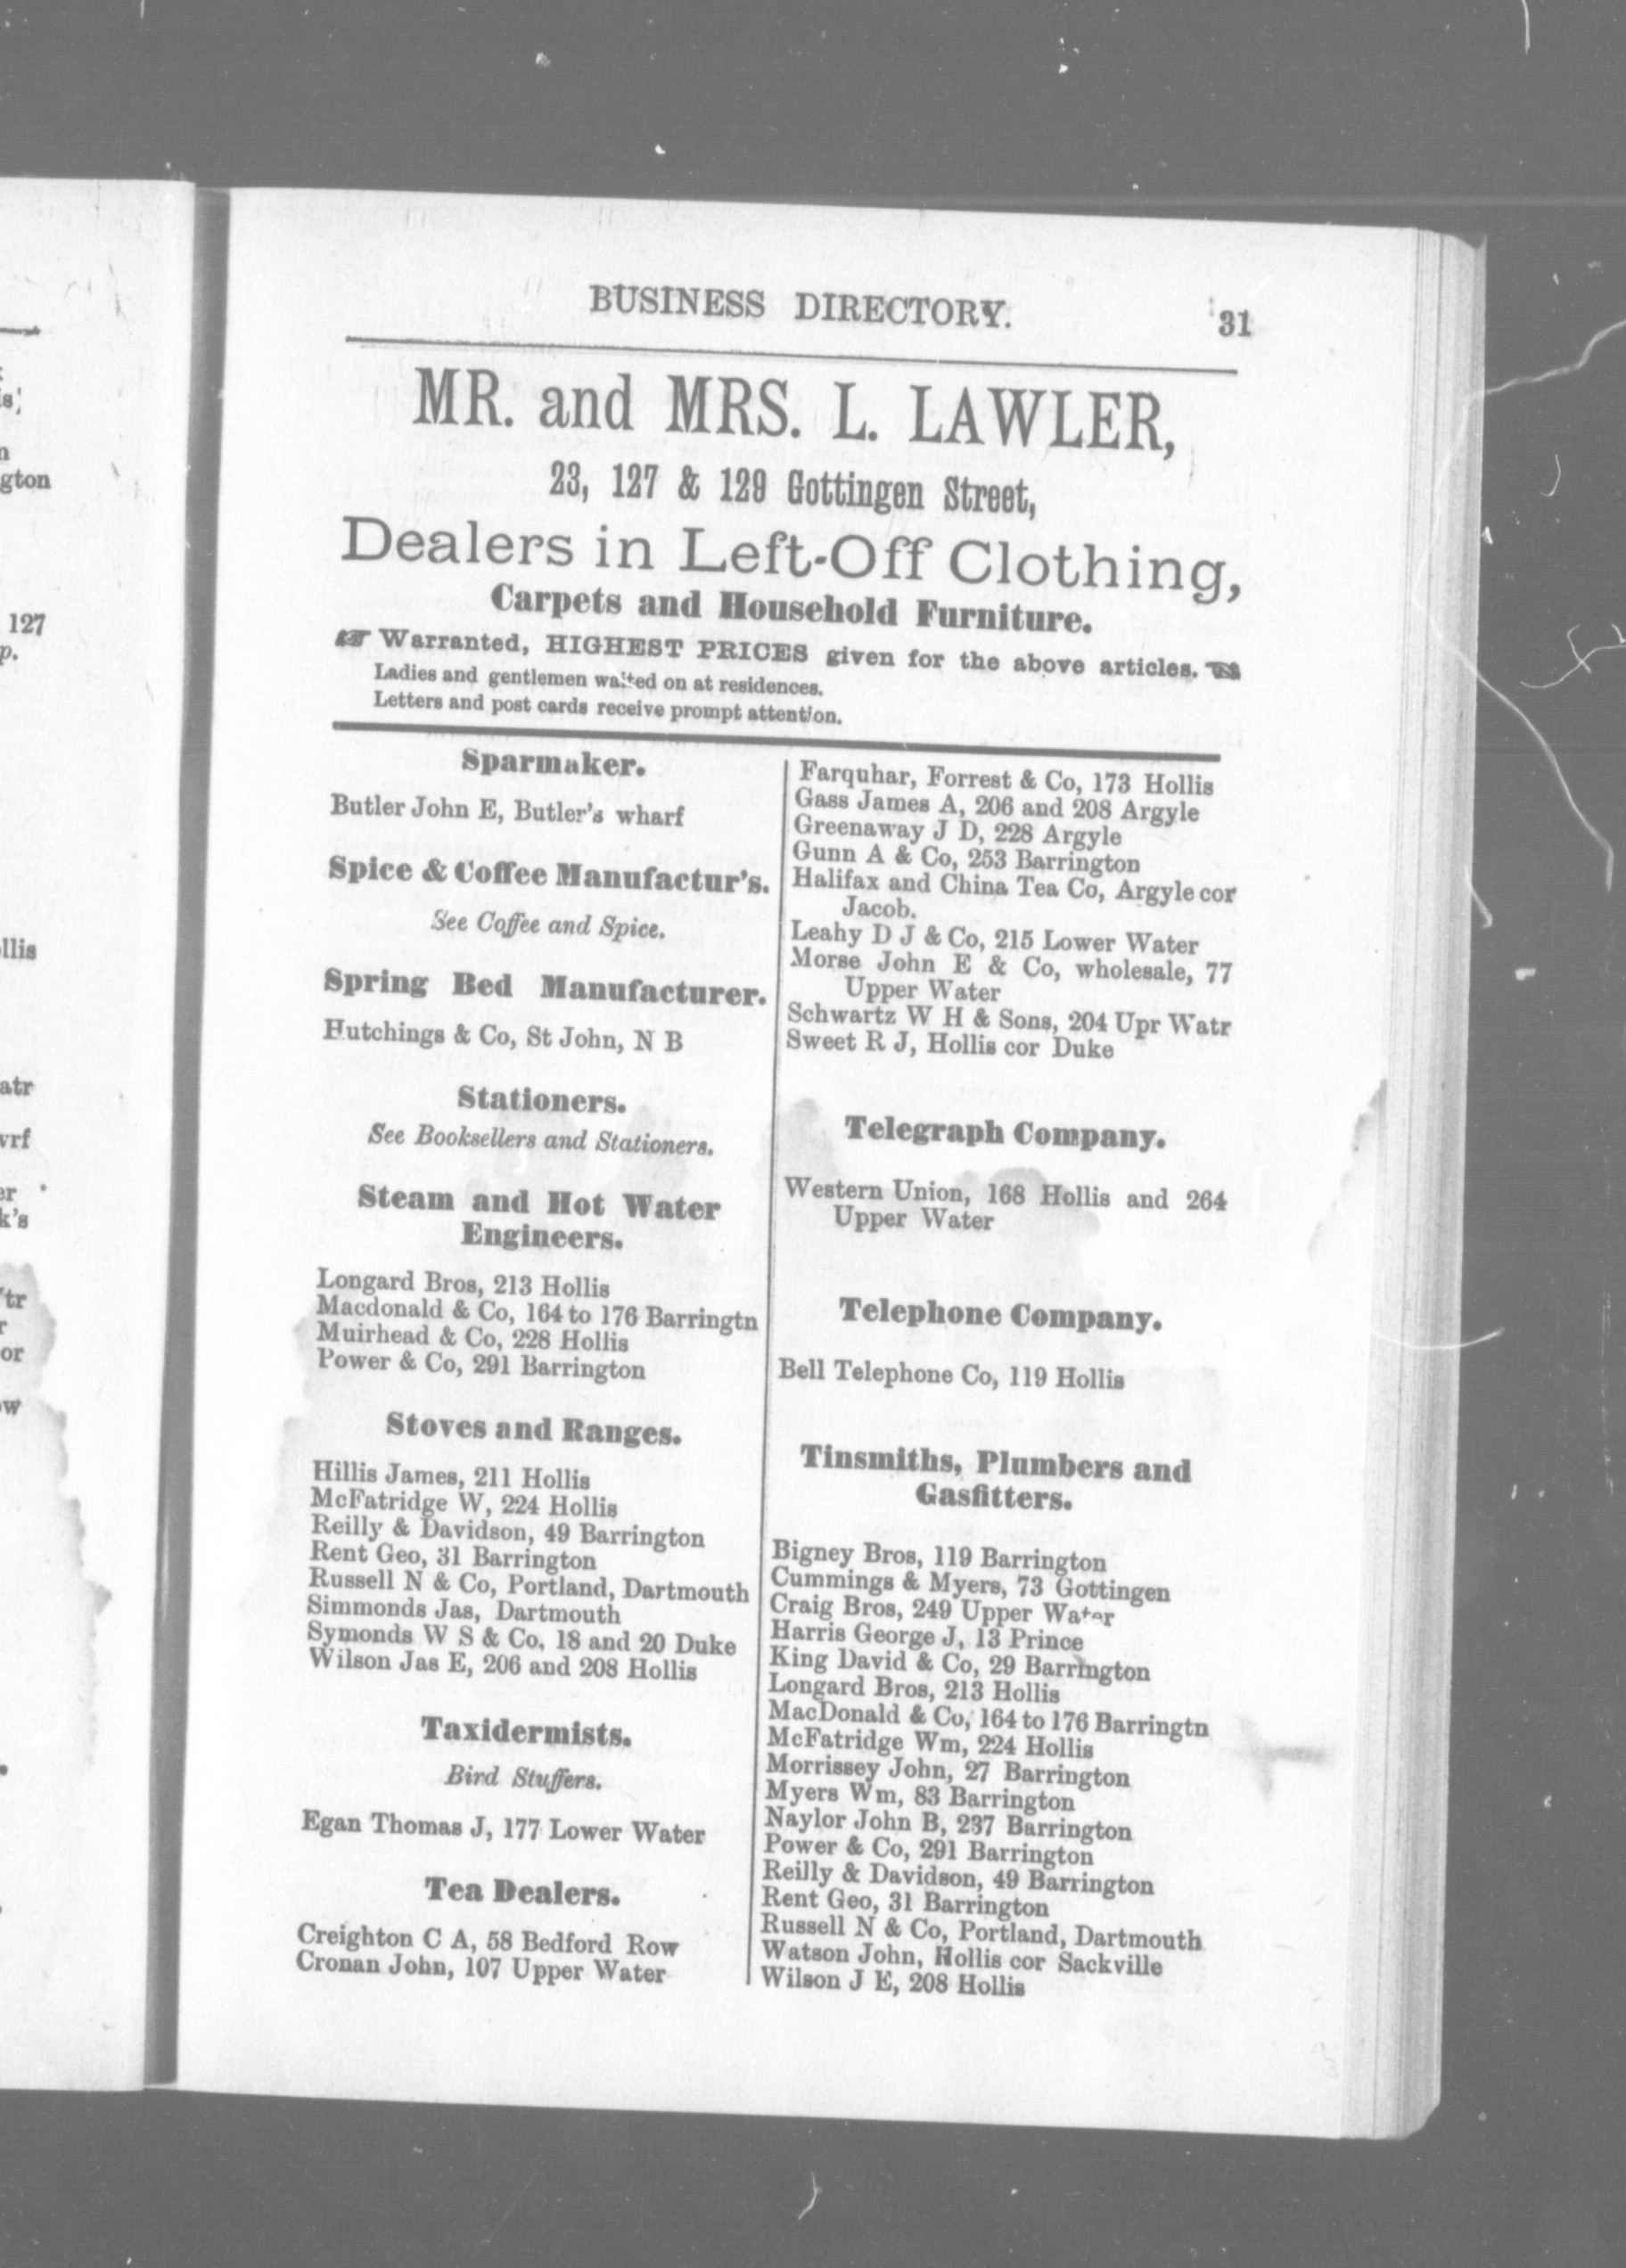 BUSINESS DIRECTORY. 31
MR. and MRS. L. LAWLER,
23, 127 & 129 Gottingen Street,
Dealers in Left-Off Clothing,
Carpets and Household Furniture.
☞ Warranted, HIGHEST PRICES given for the above articles. ☜
Ladies and gentlemen waited on at residences.
Letters and post cards receive prompt attention.
Sparmaker.
Butler John E, Butler's wharf
Spice & Coffee Manufactur's.
See Coffee and Spice.
Spring Bed Manufacturer.
Hutchings & Co, St John, N B
Stationers.
See Booksellers and Stationers.
Steam and Hot Water
Engineers.
Longard Bros, 213 Hollis
Macdonald & Co, 164 to 176 Barringtn
Muirhead & Co, 228 Hollis
Power & Co, 291 Barrington
Stoves and Ranges.
Hillis James, 211 Hollis
McFatridge W, 224 Hollis
Reilly & Davidson, 49 Barrington
Rent Geo, 31 Barrington
Russell N & Co, Portland, Dartmouth
Simmonds Jas, Dartmouth
Symonds W S & Co, 18 and 20 Duke
Wilson Jas E, 206 and 208 Hollis
Taxidermists.
Bird Stuffers.
Egan Thomas J, 177 Lower Water
Tea Dealers.
Creighton C A, 58 Bedford Row
Cronan John, 107 Upper Water
Farquhar, Forrest & Co, 173 Hollis
Gass James A, 206 and 208 Argyle
Greenaway J D, 228 Argyle
Gunn A & Co, 253 Barrington
Halifax and China Tea Co, Argyle cor
Jacob.
Leahy D J & Co, 215 Lower Water
Morse John E & Co, wholesale, 77
Upper Water
Schwartz W H & Sons, 204 Upr Watr
Sweet R J, Hollis cor Duke
Telegraph Company.
Western Union, 168 Hollis and 264
Upper Water
Telephone Company.
Bell Telephone Co, 119 Hollis
Tinsmiths, Plumbers and
Gasfitters.
Bigney Bros, 119 Barrington
Cummings & Myers, 73 Gottingen
Craig Bros, 249 Upper Water
Harris George J, 13 Prince
King David & Co, 29 Barrington
Longard Bros, 213 Hollis
MacDonald & Co, 164 to 176 Barringtn
McFatridge Wm, 224 Hollis
Morrissey John, 27 Barrington
Myers Wm, 83 Barrington
Naylor John B, 237 Barrington
Power & Co, 291 Barrington
Reilly & Davidson, 49 Barrington
Rent Geo, 31 Barrington
Russell N & Co, Portland, Dartmouth
Watson John, Hollis cor Sackville
Wilson J E, 208 Hollis